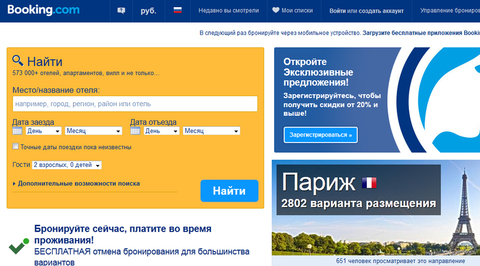 Booking.com
руб.
Недавно вы смотрели
Мои списки
Войти или создать аккаунт
Управление брониров
В следующий раз бронируйте через мобильное устройство. Загрузите бесплатные приложения Booki
Найти
573 000+ отелей, апартаментов, вилл и не только...
Место/название отеля:
например, город, регион, район или отель
Дата заезда
Дата отъезда
День
Месяц
День
Месяц
Точные даты поездки пока неизвестны
Гости
2 взрослых, 0 детей
Дополнительные возможности поиска
Найти
Бронируйте сейчас, платите во время
проживания!
БЕСПЛАТНАЯ отмена бронирования для большинства
вариантов
Откройте
Эксклюзивные
предложения!
Зарегистрируйтесь, чтобы
получить скидки от 20% и
выше!
Зарегистрироваться »
Париж
2802 варианта размещения
651 человек просматривает это направление